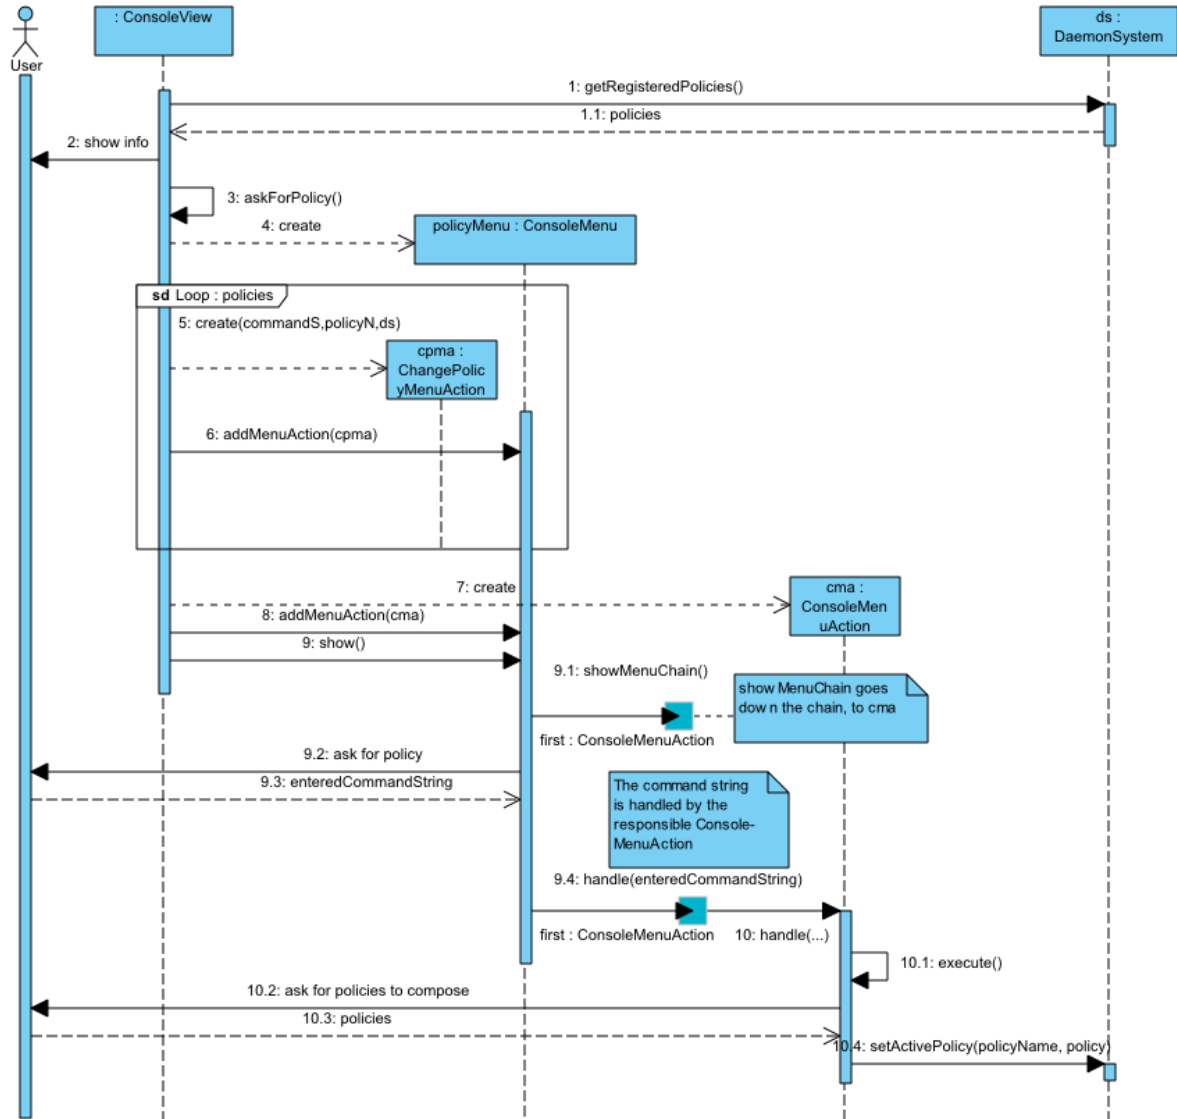 : ConsoleView
ds :
DaemonSystem
User
1: getRegisteredPolicies()
1.1: policies
2: show info
3: askForPolicy()
4: create
policyMenu : ConsoleMenu
sd Loop : policies
5: create(commandS,policyN,ds)
cpma :
ChangePolic
yMenuAction
6: addMenuAction(cpma)
7: create
cma :
ConsoleMen
uAction
8: addMenuAction(cma)
9: show()
9.1: showMenuChain()
show MenuChain goes
down the chain, to cma
first : ConsoleMenuAction
9.2: ask for policy
9.3: enteredCommandString
The command string
is handled by the
responsible Console-
MenuAction
9.4: handle(enteredCommandString)
first : ConsoleMenuAction
10: handle(...)
10.1: execute()
10.2: ask for policies to compose
10.3: policies
10.4: setActivePolicy(policyName, policy)